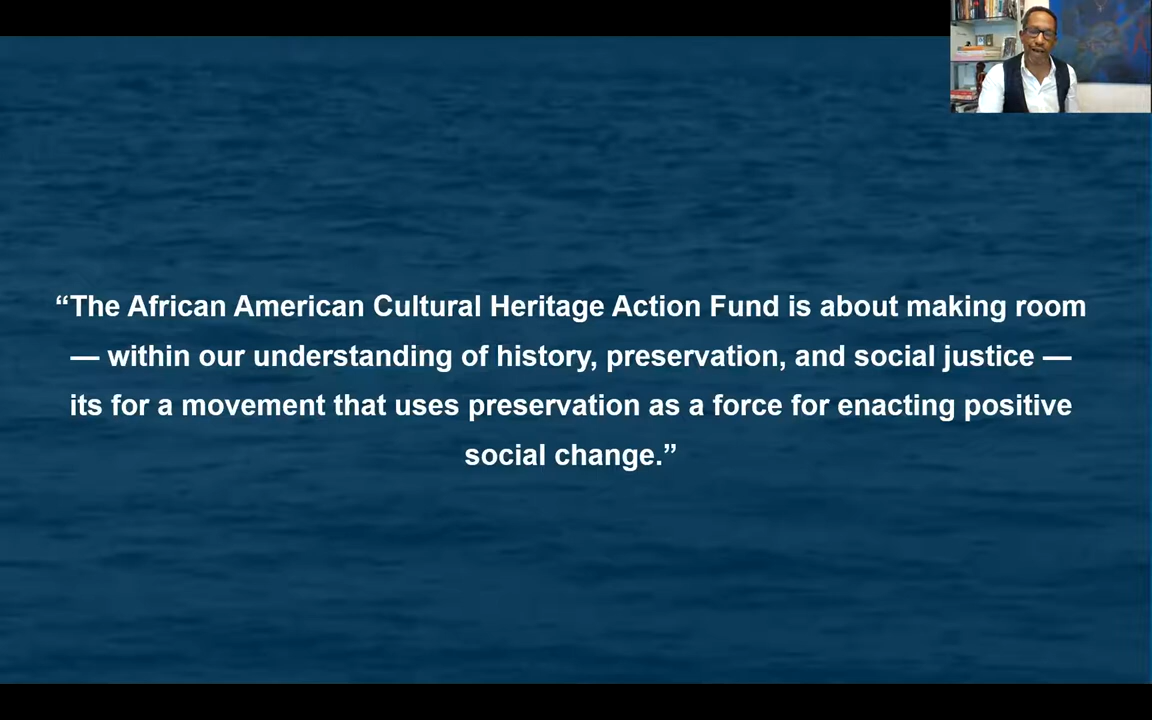 “The African American Cultural Heritage Action Fund is about making room
— within our understanding of history, preservation, and social justice —
its for a movement that uses preservation as a force for enacting positive
social change.”